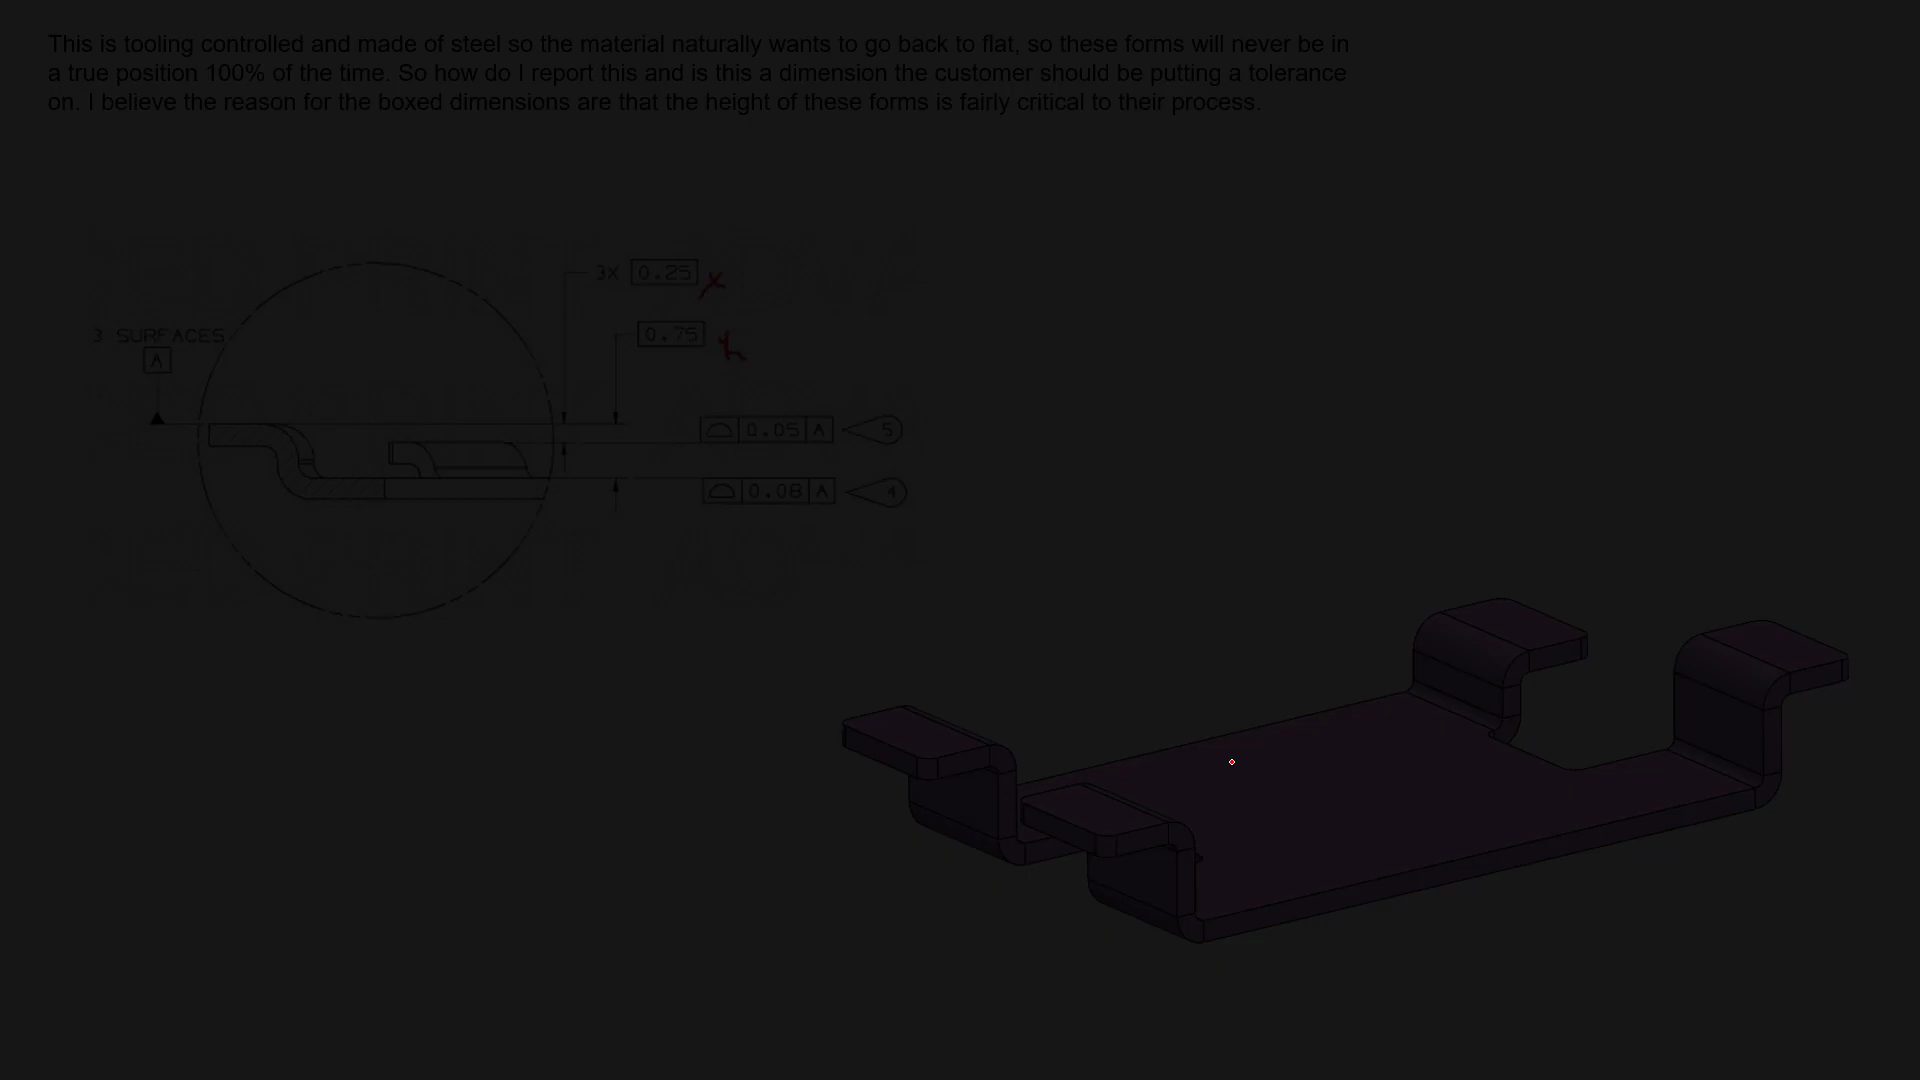 This is tooling controlled and made of steel so the material naturally wants to go back to flat, so these forms will never be in
a true position 100% of the time. So how do I report this and is this a dimension the customer should be putting a tolerance
on. I believe the reason for the boxed dimensions are that the height of these forms is fairly critical to their process.
3X 0.25
0.75
3 SURFACES
A
0.05 A 5
0.08 A 4